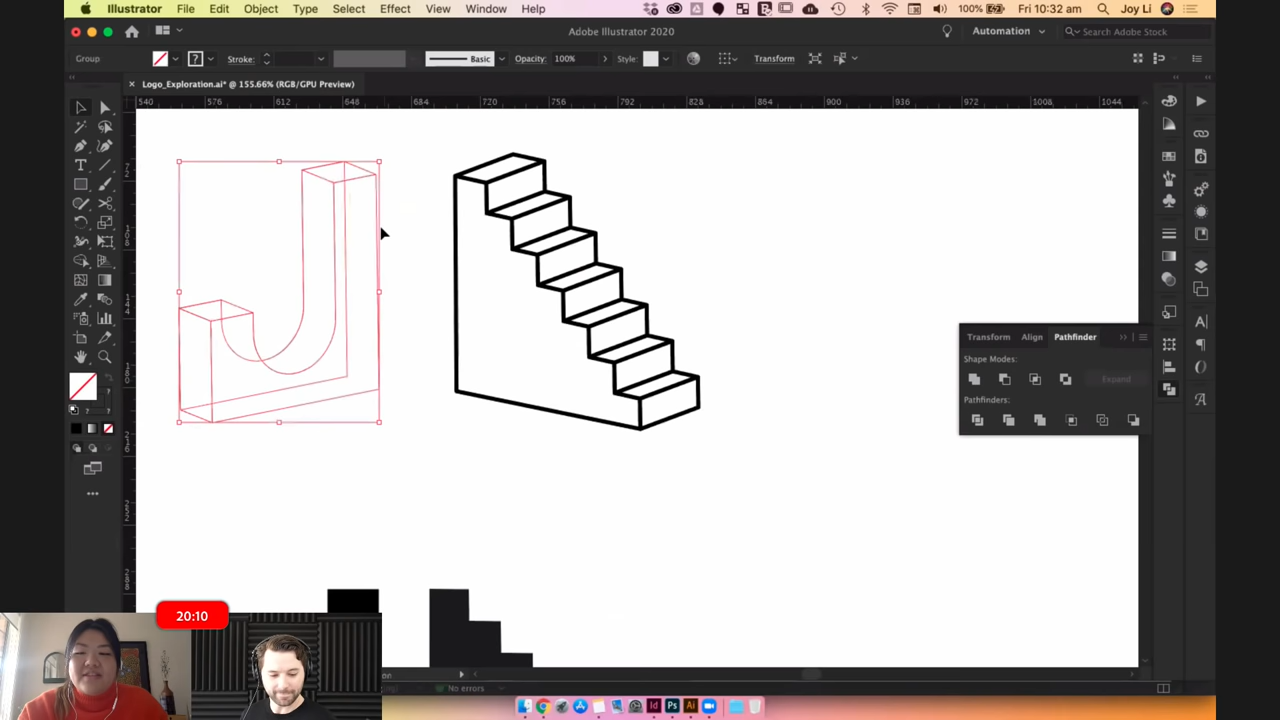 Illustrator File Edit Object Type Select Effect View Window Help 100% Fri 10:32 am Joy Li
Adobe Illustrator 2020 Automation Search Adobe Stock
Group ? Stroke: Basic Opacity: 100% Style: Transform
× Logo_Exploration.ai* @ 155.66% (RGB/GPU Preview)
540 576 612 648 684 720 756 792 828 864 900 936 972 1008 1044
Transform Align Pathfinder
Shape Modes:
Expand
Pathfinders:
20:10
No errors